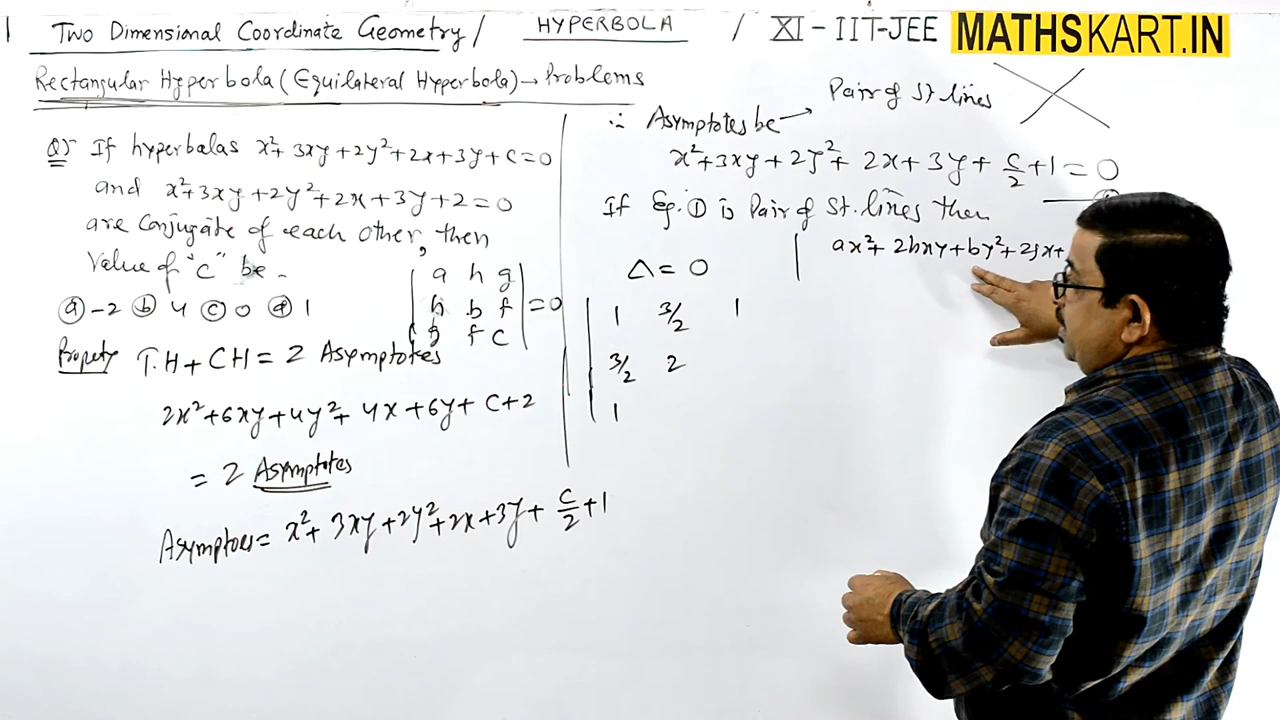 1 Two Dimensional Coordinate Geometry / HYPERBOLA / XI - IIT-JEE MATHSKART.IN
Rectangular Hyperbola (Equilateral Hyperbola) → Problems
Q) If hyperbolas x²+3xy+2y²+2x+3y+c=0
and x²+3xy+2y²+2x+3y+2=0
are conjugate of each other, then
value of "c" be -
ⓐ -2 ⓑ 4 ⓒ 0 ⓓ 1
| a h g |
| h b f | = 0
| g f c |
Property T.H + CH = 2 Asymptotes
2x²+6xy+4y²+4x+6y+c+2
= 2 Asymptotes
Asymptoes = x²+3xy+2y²+2x+3y+c/2+1
∴ Asymptotes be → Pair of St. lines
x²+3xy+2y²+2x+3y+c/2+1=0
If Eq. ① is Pair of St. lines then
Δ = 0 | ax²+2hxy+by²+2gx+
| 1 3/2 1
| 3/2 2
| 1